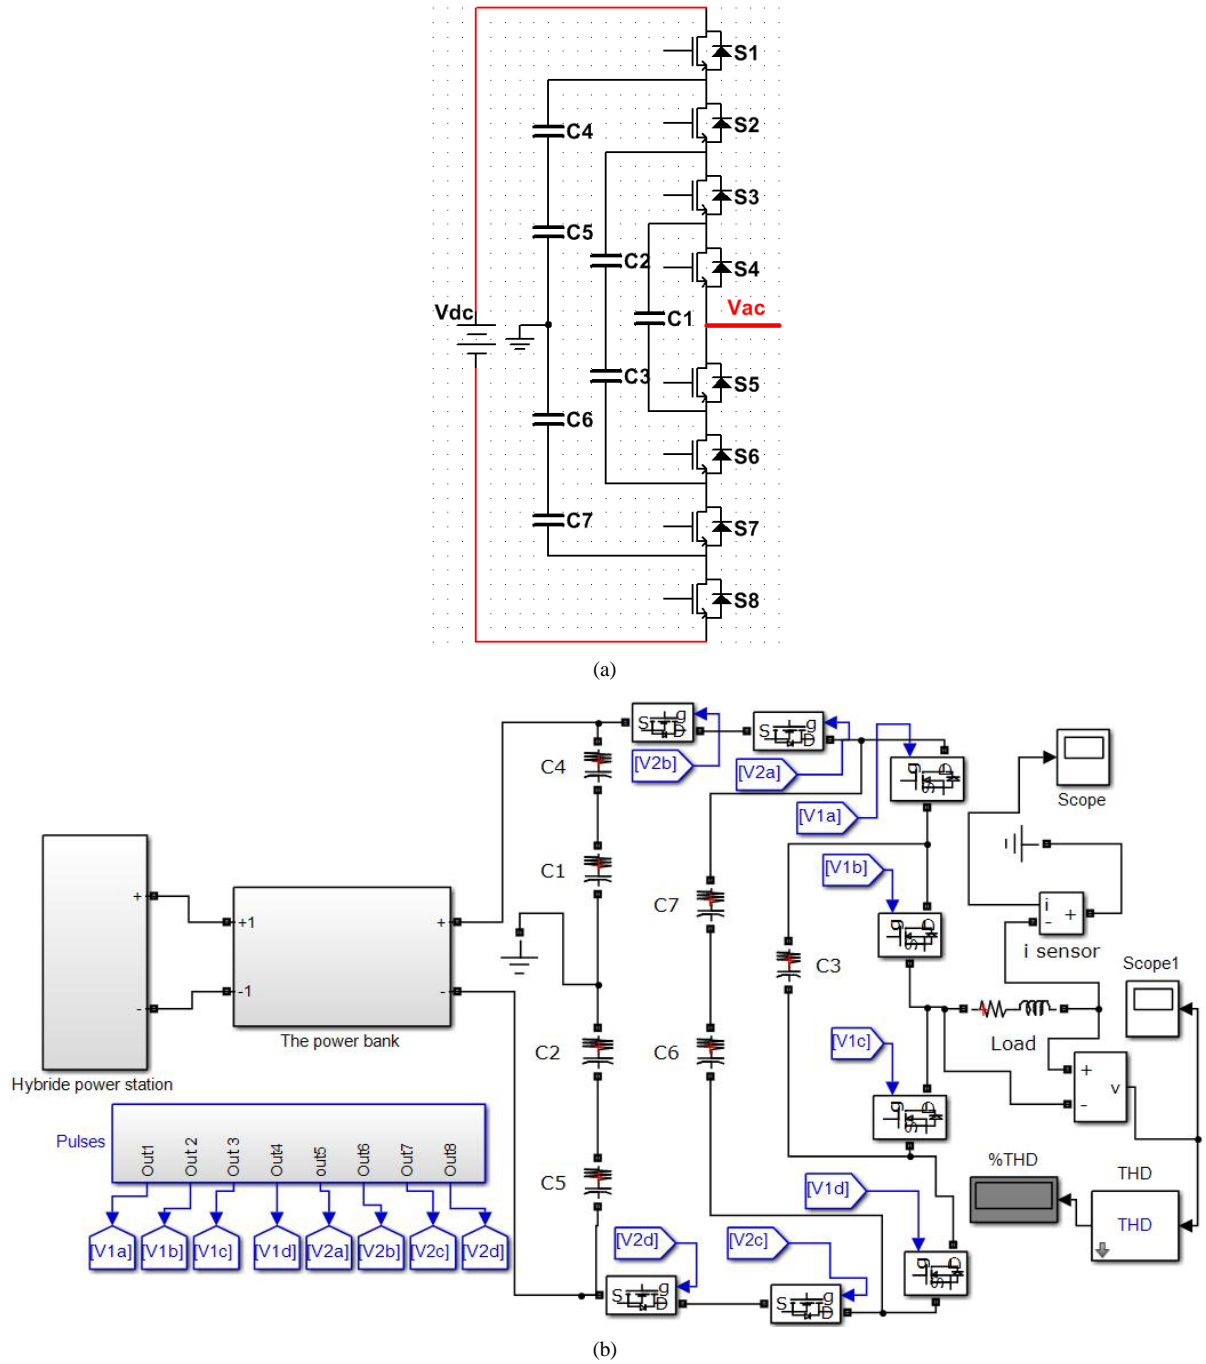 S1
C4
S2
S3
C5
C2
S4
Vdc
Vac
C1
C3
S5
C6
S6
C7
S7
S8
(a)
S g D
S g D
[V2b]
[V2a]
C4
g D S
[V1a]
Scope
C1
[V1b]
+
+1
+
C7
g D S
i
+
-
C3
i sensor
Scope1
-
-1
-
The power bank
C2
C6
[V1c]
Load
Hybride power station
g D S
+
v
-
Pulses
Out1
Out 2
Out 3
Out4
out5
Out6
Out7
Out8
C5
[V1d]
%THD
THD
THD
[V1a]
[V1b]
[V1c]
[V1d]
[V2a]
[V2b]
[V2c]
[V2d]
[V2d]
[V2c]
g D S
S g D
S g D
(b)